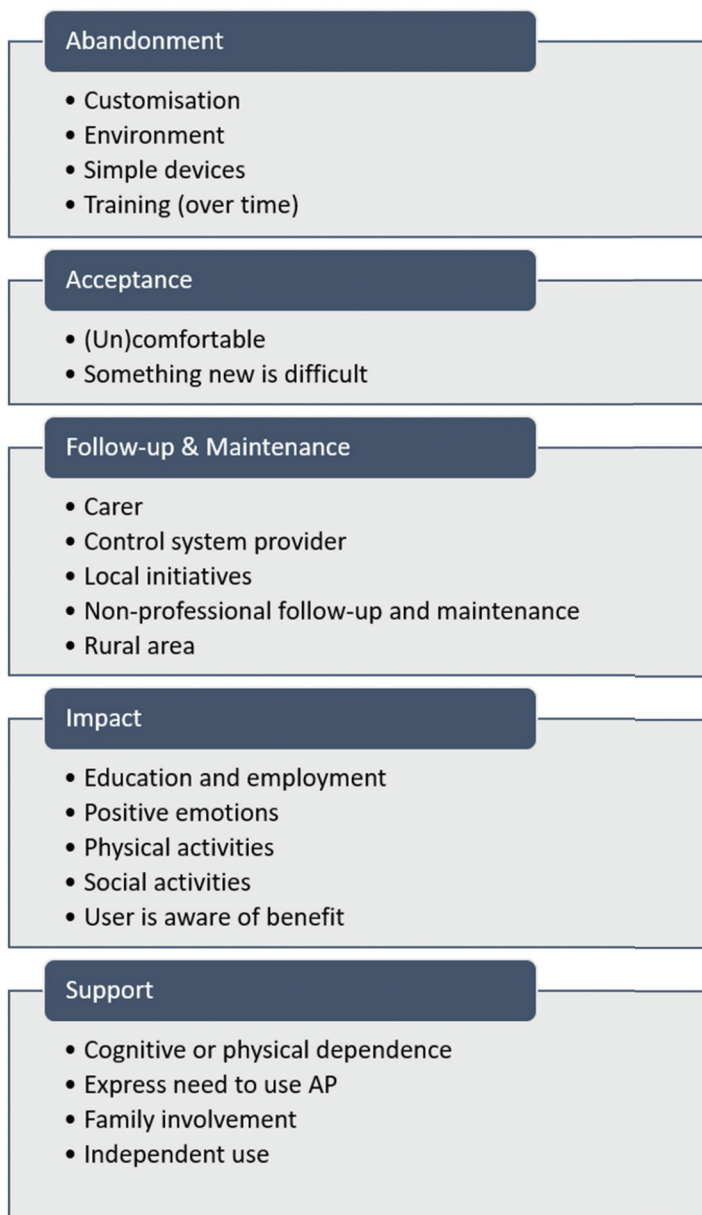 Abandonment
• Customisation
• Environment
• Simple devices
• Training (over time)
Acceptance
• (Un)comfortable
• Something new is difficult
Follow-up & Maintenance
• Carer
• Control system provider
• Local initiatives
• Non-professional follow-up and maintenance
• Rural area
Impact
• Education and employment
• Positive emotions
• Physical activities
• Social activities
• User is aware of benefit
Support
• Cognitive or physical dependence
• Express need to use AP
• Family involvement
• Independent use